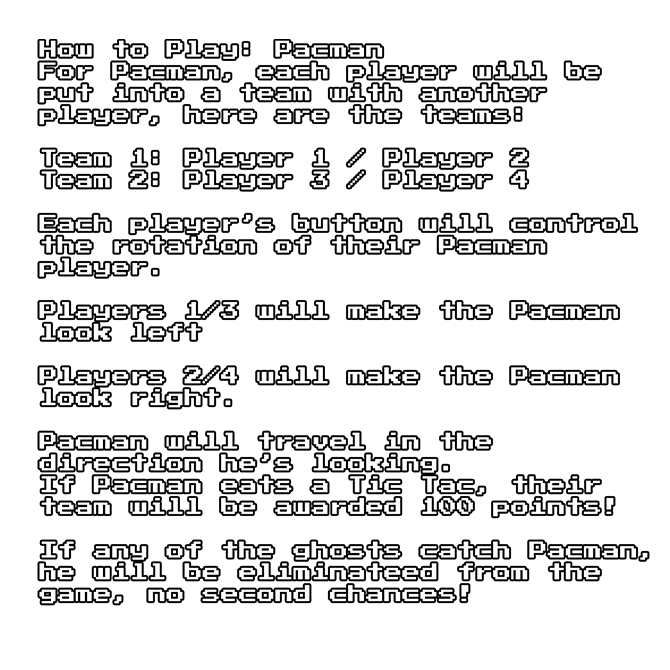 How to Play: Pacman
For Pacman, each player will be
put into a team with another
player, here are the teams:
Team 1: Player 1 / Player 2
Team 2: Player 3 / Player 4
Each player's button will control
the rotation of their Pacman
player.
Players 1/3 will make the Pacman
look left
Players 2/4 will make the Pacman
look right.
Pacman will travel in the
direction he's looking.
If Pacman eats a Tic Tac, their
team will be awarded 100 points!
If any of the ghosts catch Pacman,
he will be eliminateed from the
game, no second chances!